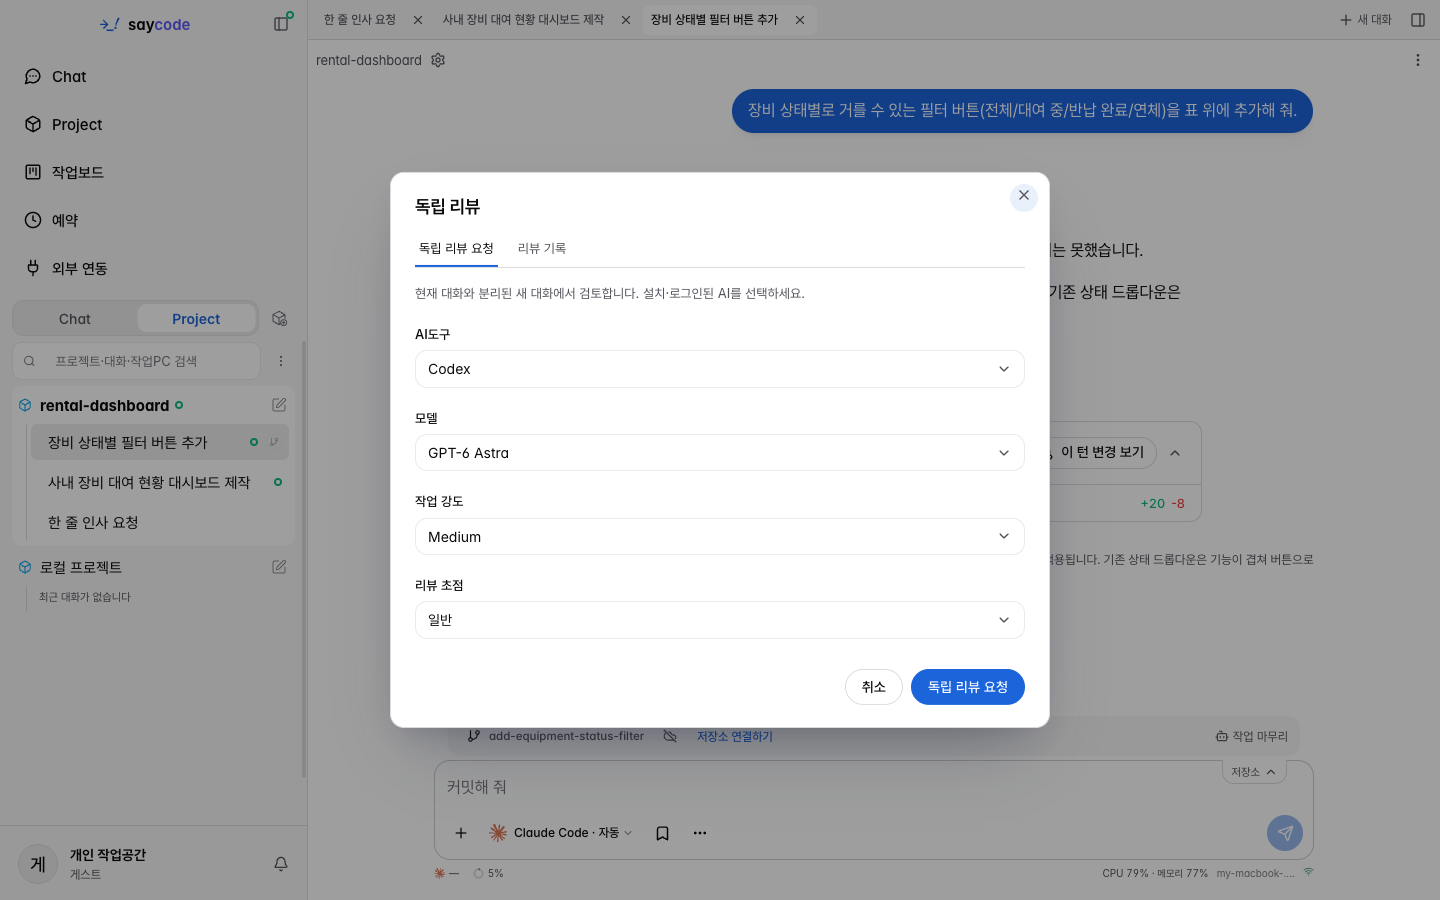 saycode
Chat
Project
작업보드
예약
외부 연동
Chat Project
프로젝트·대화·작업PC 검색
rental-dashboard
장비 상태별 필터 버튼 추가
사내 장비 대여 현황 대시보드 제작
한 줄 인사 요청
로컬 프로젝트
최근 대화가 없습니다
개인 작업공간
게
게스트
한 줄 인사 요청 사내 장비 대여 현황 대시보드 제작 장비 상태별 필터 버튼 추가 새 대화
rental-dashboard
장비 상태별로 거를 수 있는 필터 버튼(전체/대여 중/반납 완료/연체)을 표 위에 추가해 줘.
는 못했습니다.
기존 상태 드롭다운은
이 턴 변경 보기
+20 -8
적용됩니다. 기존 상태 드롭다운은 기능이 겹쳐 버튼으로
독립 리뷰
독립 리뷰 요청 리뷰 기록
현재 대화와 분리된 새 대화에서 검토합니다. 설치·로그인된 AI를 선택하세요.
AI도구
Codex
모델
GPT-6 Astra
작업 강도
Medium
리뷰 초점
일반
취소 독립 리뷰 요청
add-equipment-status-filter 저장소 연결하기 작업 마무리
저장소
커밋해 줘
Claude Code · 자동
— 5% CPU 79% · 메모리 77% my-macbook-....